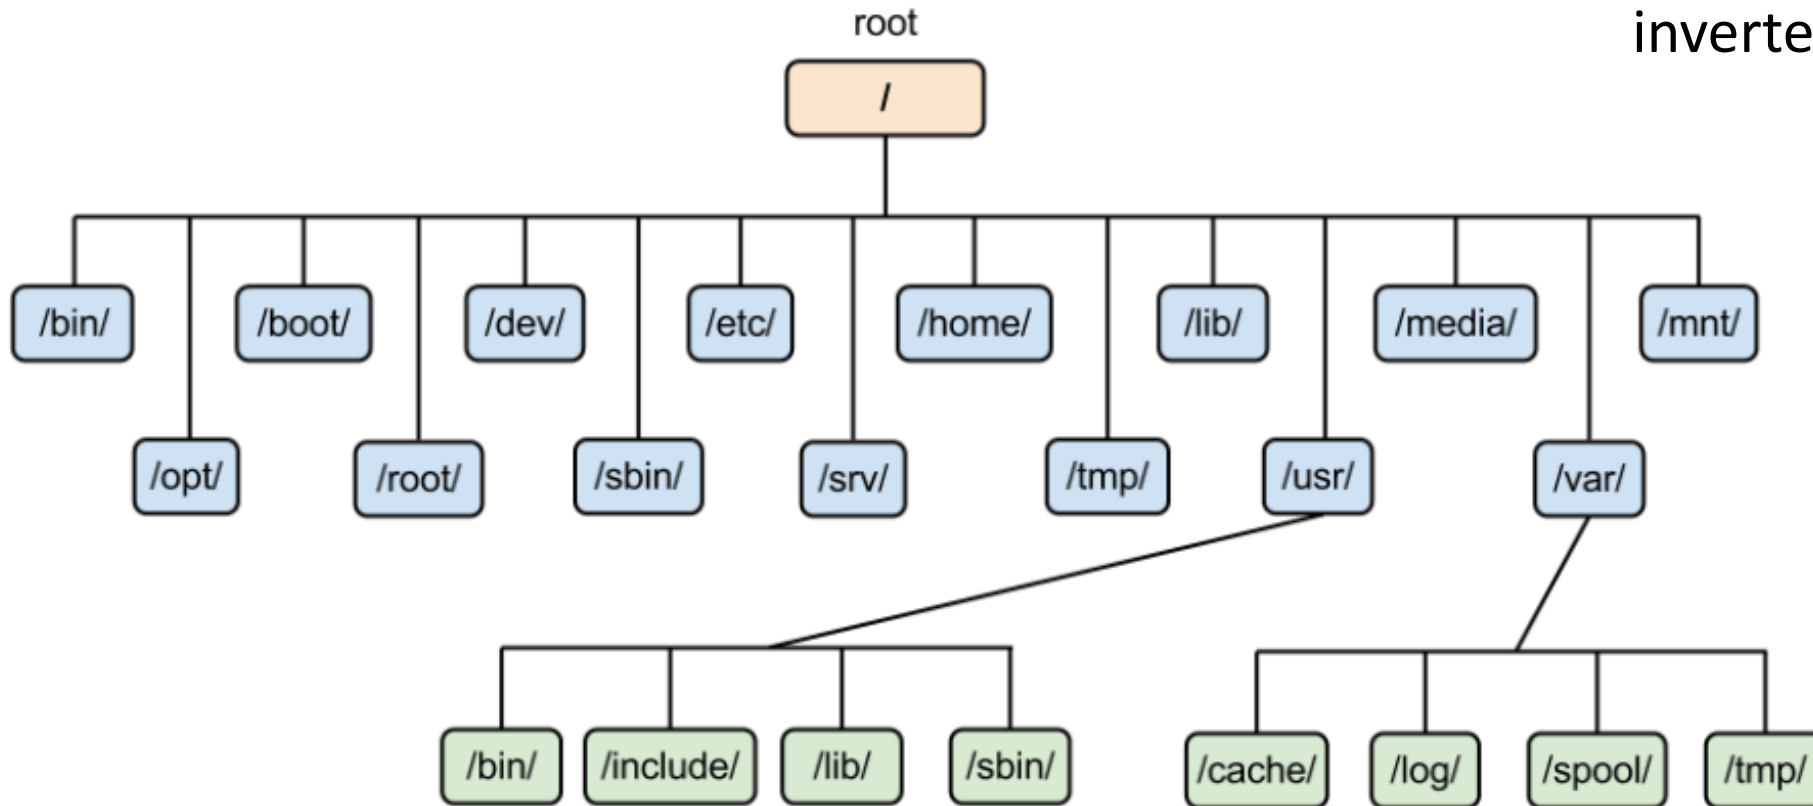 root
inverte
/
/bin/ /boot/ /dev/ /etc/ /home/ /lib/ /media/ /mnt/
/opt/ /root/ /sbin/ /srv/ /tmp/ /usr/ /var/
/bin/ /include/ /lib/ /sbin/ /cache/ /log/ /spool/ /tmp/